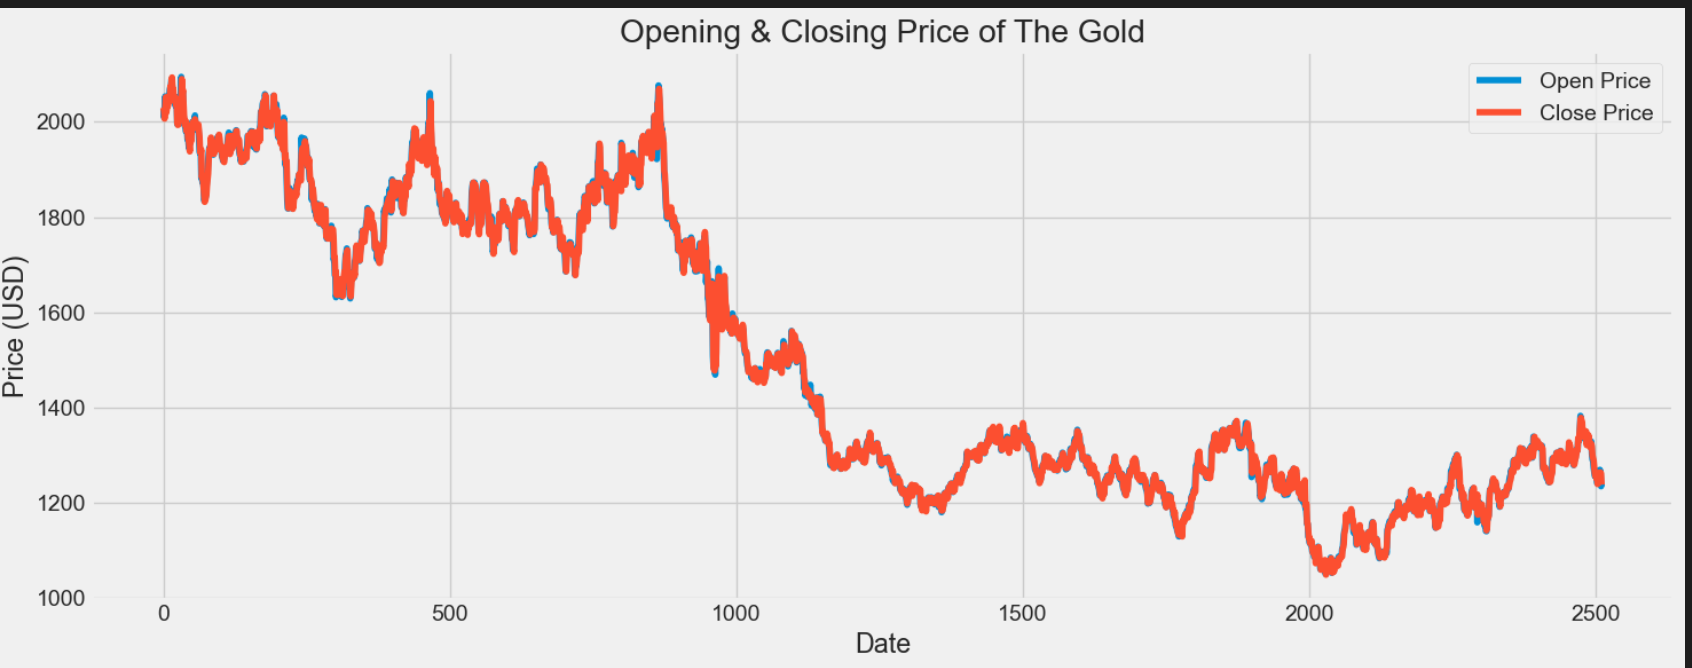 Opening & Closing Price of The Gold
Open Price
Close Price
Price (USD)
2000
1800
1600
1400
1200
1000
0 500 1000 1500 2000 2500
Date